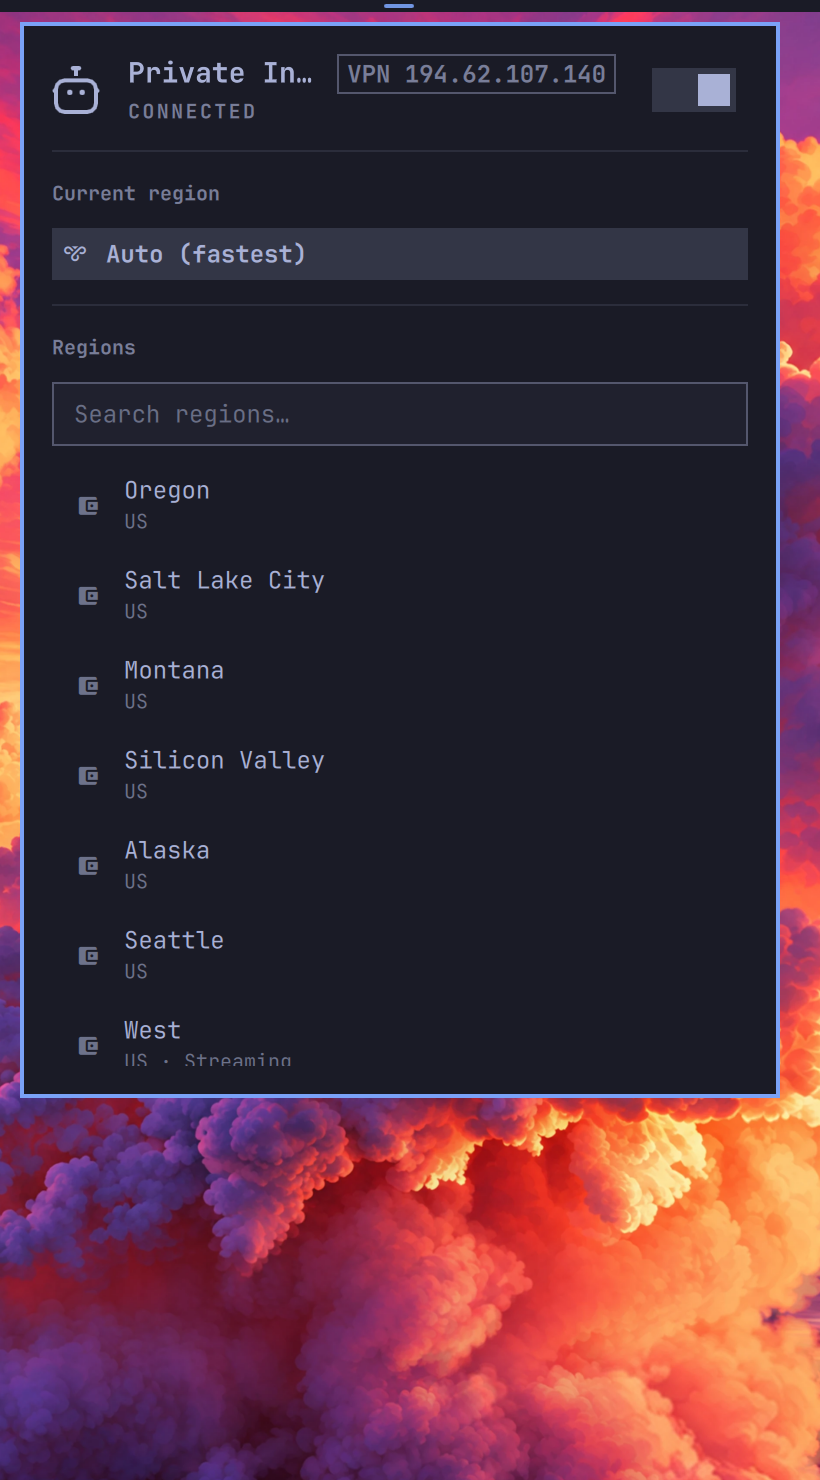 Private In… VPN 194.62.107.140
CONNECTED
Current region
Auto (fastest)
Regions
Search regions…
Oregon
US
Salt Lake City
US
Montana
US
Silicon Valley
US
Alaska
US
Seattle
US
West
US · Streaming